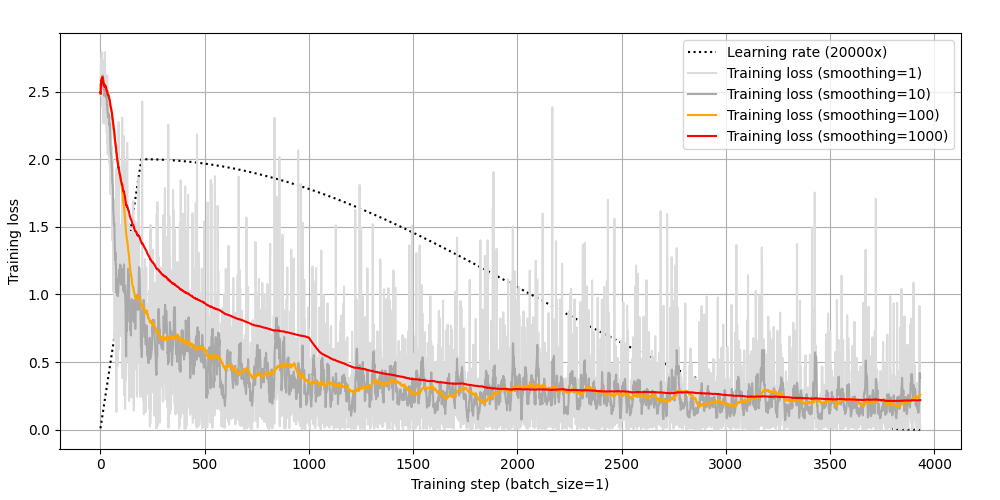 Learning rate (20000x)
Training loss (smoothing=1)
Training loss (smoothing=10)
Training loss (smoothing=100)
Training loss (smoothing=1000)
Training loss
2.5
2.0
1.5
1.0
0.5
0.0
0 500 1000 1500 2000 2500 3000 3500 4000
Training step (batch_size=1)